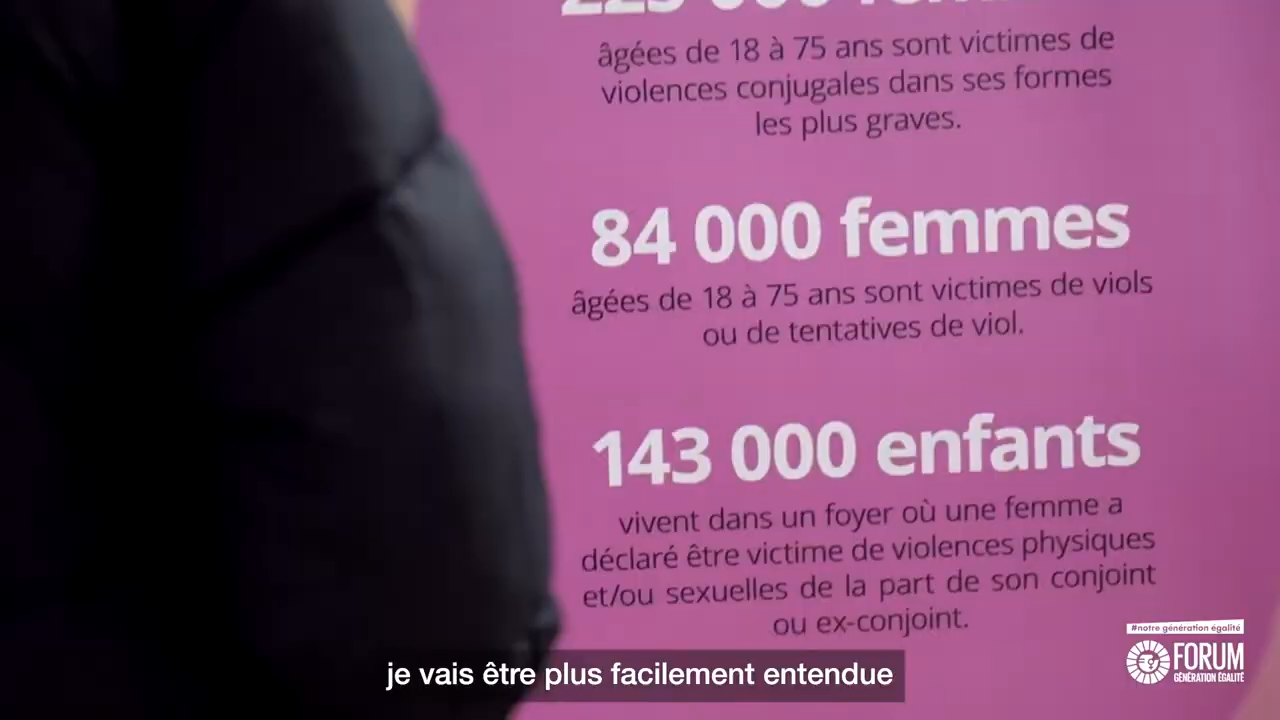 âgées de 18 à 75 ans sont victimes de
violences conjugales dans ses formes
les plus graves.
84 000 femmes
âgées de 18 à 75 ans sont victimes de viols
ou de tentatives de viol.
143 000 enfants
vivent dans un foyer où une femme a
déclaré être victime de violences physiques
et/ou sexuelles de la part de son conjoint
ou ex-conjoint.
#notre génération égalité
FORUM
GÉNÉRATION ÉGALITÉ
je vais être plus facilement entendue